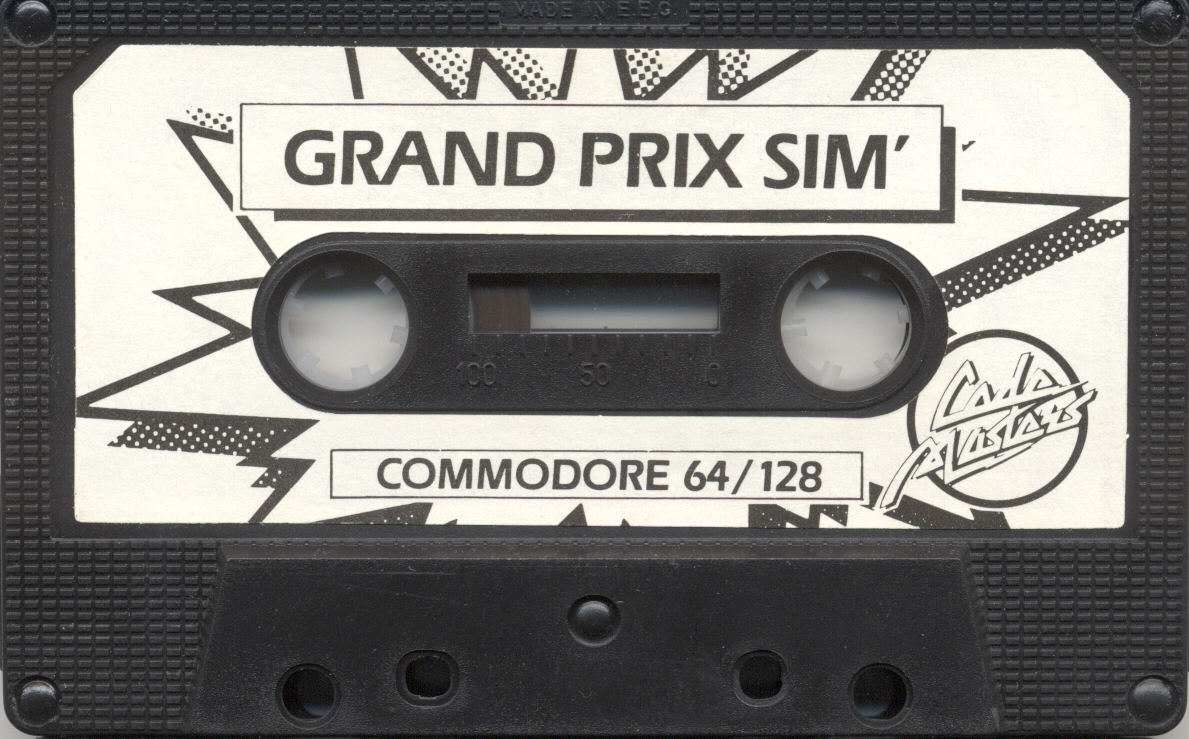 MADE IN E.E.C.
GRAND PRIX SIM'
100 50 0
COMMODORE 64/128
Code
Masters